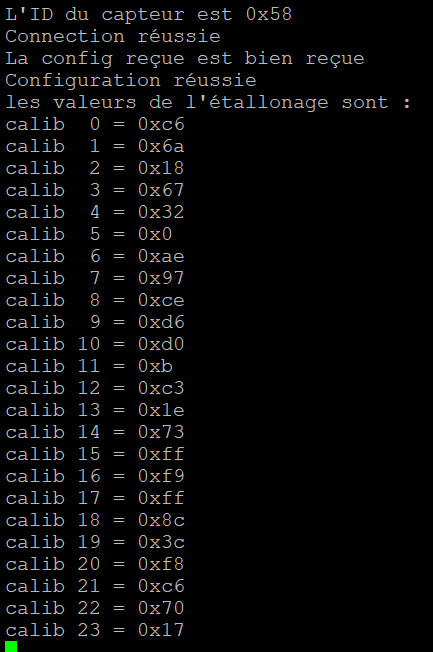 L'ID du capteur est 0x58
Connection réussie
La config reçue est bien reçue
Configuration réussie
les valeurs de l'étallonage sont :
calib  0 = 0xc6
calib  1 = 0x6a
calib  2 = 0x18
calib  3 = 0x67
calib  4 = 0x32
calib  5 = 0x0
calib  6 = 0xae
calib  7 = 0x97
calib  8 = 0xce
calib  9 = 0xd6
calib 10 = 0xd0
calib 11 = 0xb
calib 12 = 0xc3
calib 13 = 0x1e
calib 14 = 0x73
calib 15 = 0xff
calib 16 = 0xf9
calib 17 = 0xff
calib 18 = 0x8c
calib 19 = 0x3c
calib 20 = 0xf8
calib 21 = 0xc6
calib 22 = 0x70
calib 23 = 0x17